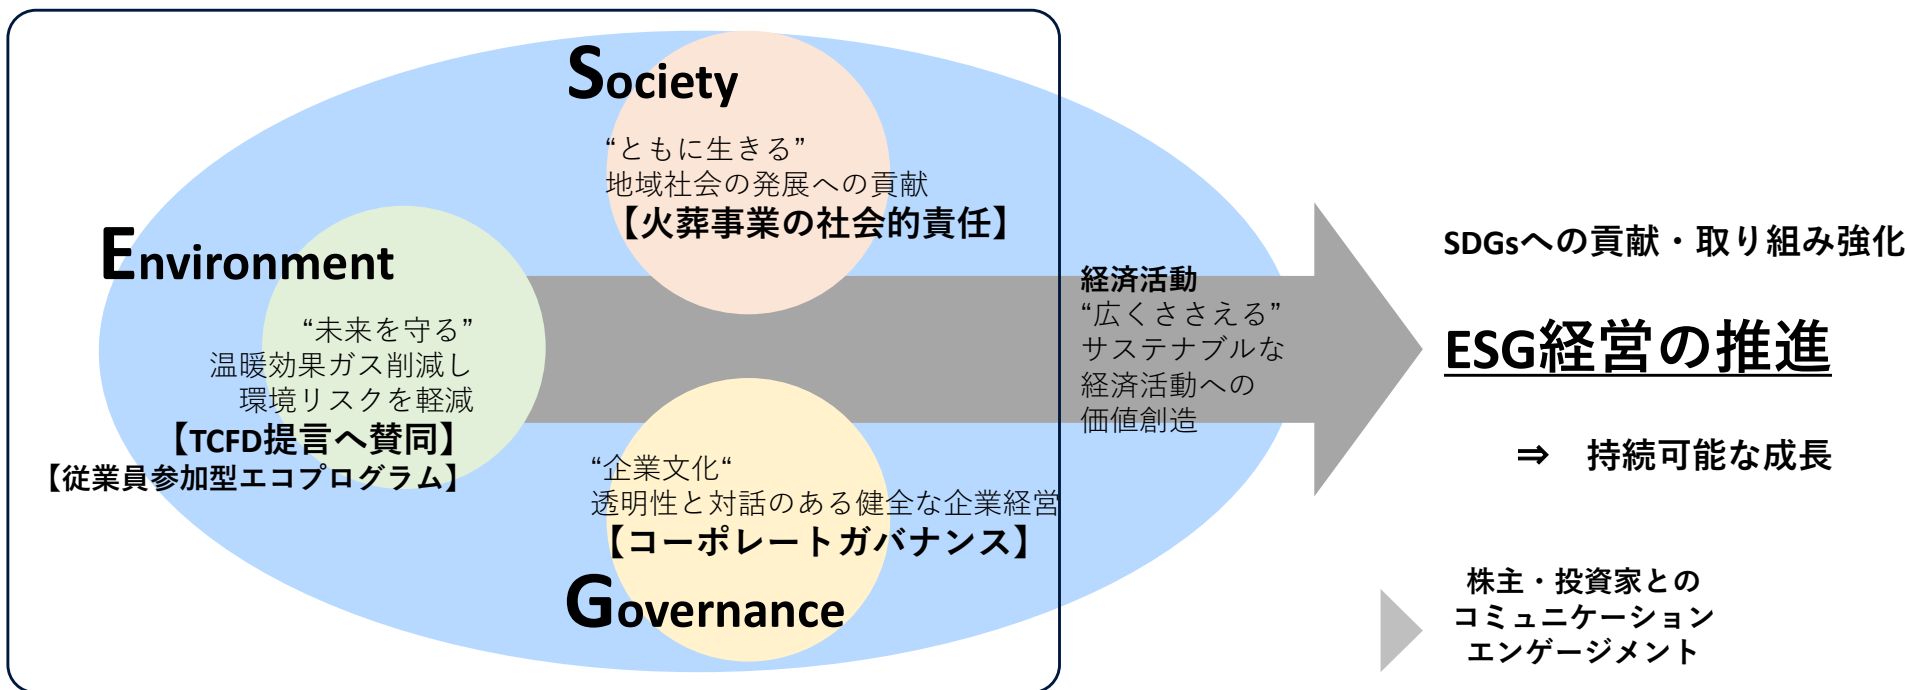 Society
“ともに生きる”
地域社会の発展への貢献
【火葬事業の社会的責任】
Environment
“未来を守る”
温暖効果ガス削減し
環境リスクを軽減
【TCFD提言へ賛同】
【従業員参加型エコプログラム】
“企業文化“
透明性と対話のある健全な企業経営
【コーポレートガバナンス】
Governance
経済活動
“広くささえる”
サステナブルな
経済活動への
価値創造
SDGsへの貢献・取り組み強化
ESG経営の推進
⇒ 持続可能な成長
株主・投資家との
コミュニケーション
エンゲージメント